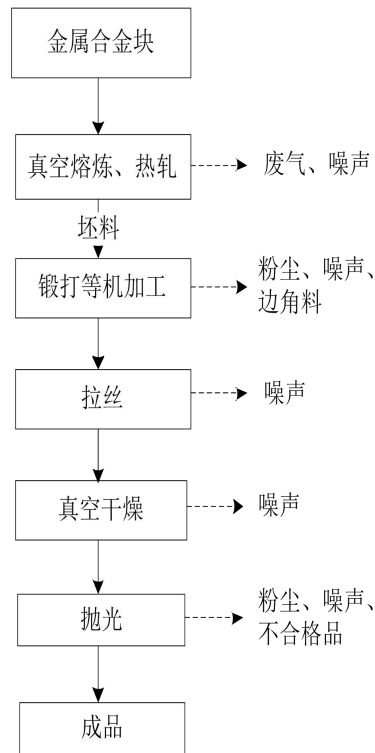 金属合金块
真空熔炼、热轧
废气、噪声
坯料
锻打等机加工
粉尘、噪声、
边角料
拉丝
噪声
真空干燥
噪声
抛光
粉尘、噪声、
不合格品
成品